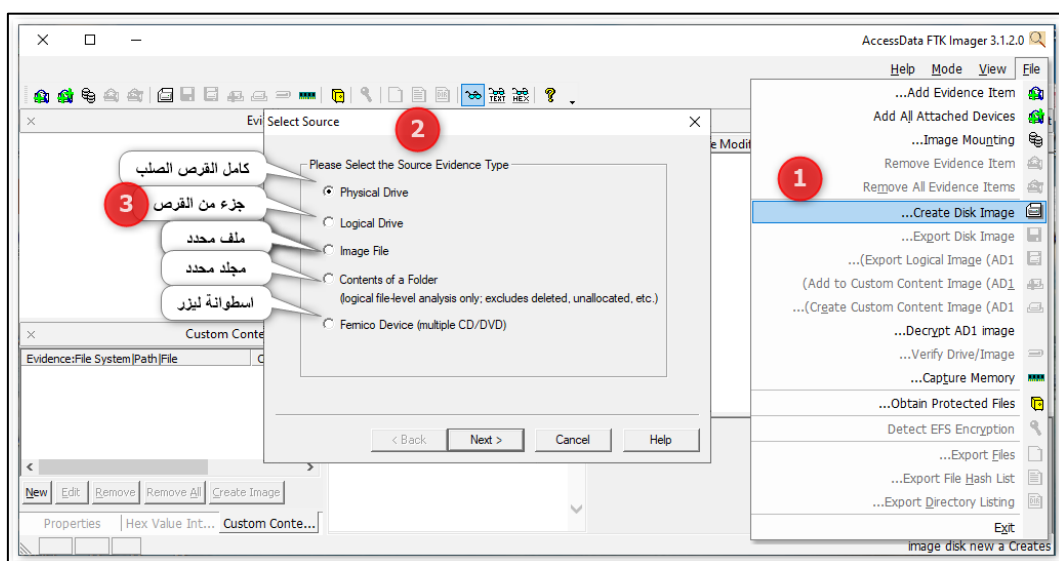 AccessData FTK Imager 3.1.2.0
File View Mode Help
...Add Evidence Item
Add All Attached Devices
...Image Mounting
Remove Evidence Item
Remove All Evidence Items
...Create Disk Image
...Export Disk Image
...(Export Logical Image (AD1
(Add to Custom Content Image (AD1
...(Create Custom Content Image (AD1
...Decrypt AD1 image
...Verify Drive/Image
...Capture Memory
...Obtain Protected Files
Detect EFS Encryption
...Export Files
...Export File Hash List
...Export Directory Listing
Exit
1
Evi
e Modif
Select Source
2
Please Select the Source Evidence Type
كامل القرص الصلب
Physical Drive
3
جزء من القرص
Logical Drive
ملف محدد
Image File
مجلد محدد
Contents of a Folder
(logical file-level analysis only; excludes deleted, unallocated, etc.)
اسطوانة ليزر
Fernico Device (multiple CD/DVD)
< Back Next > Cancel Help
Custom Conte
Evidence:File System|Path|File
New Edit Remove Remove All Create Image
Properties Hex Value Int... Custom Conte...
image disk new a Creates
TEXT HEX